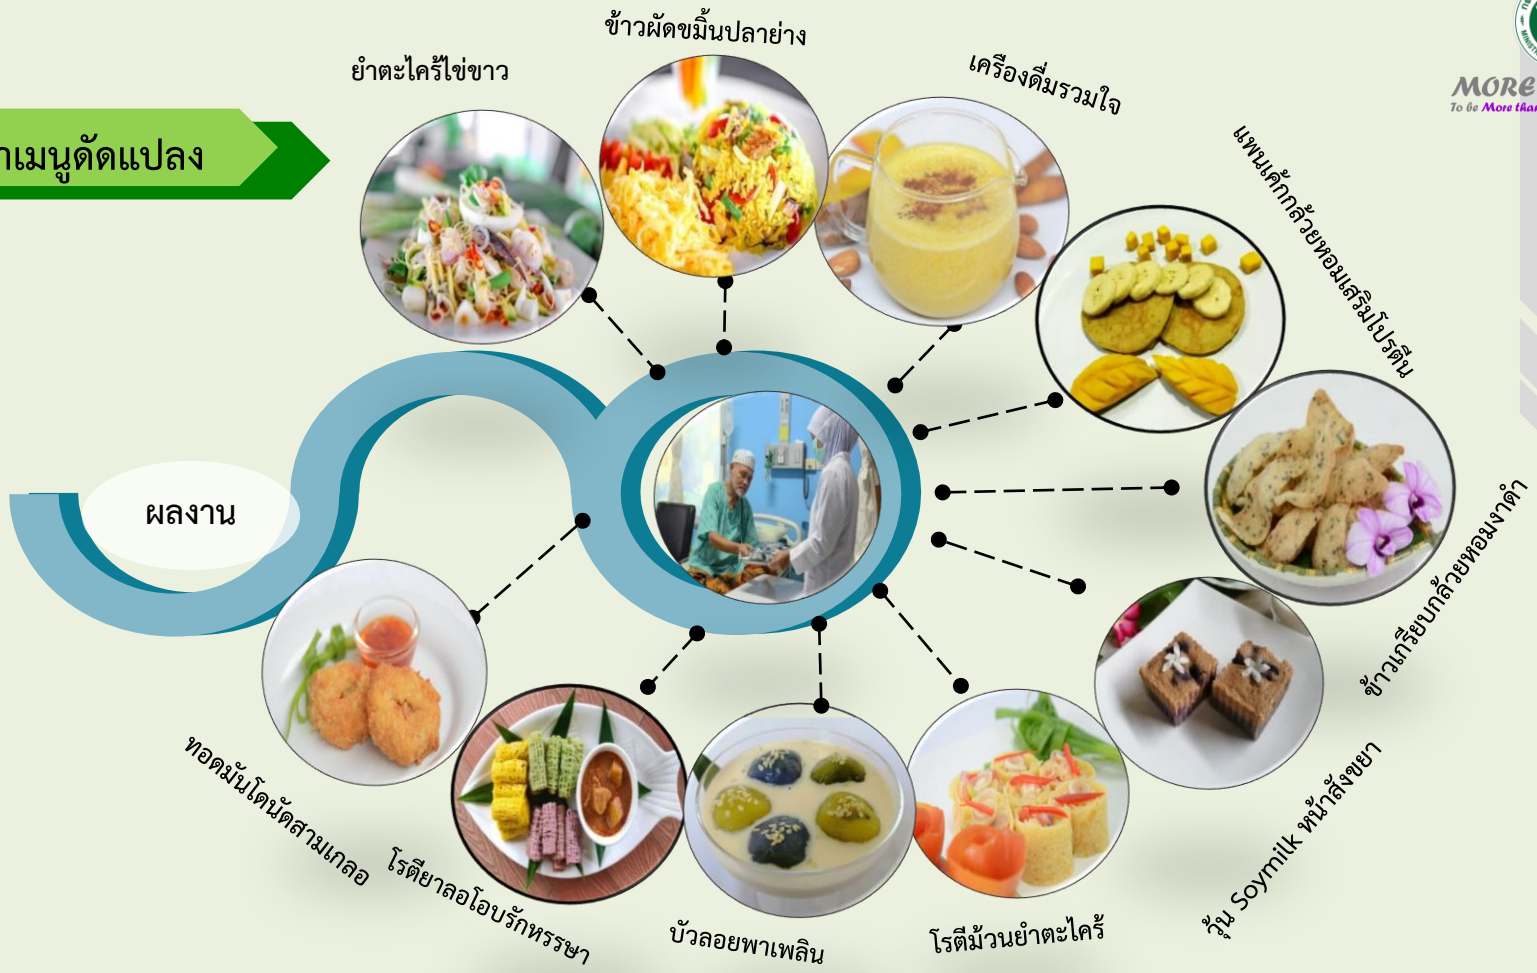 ข้าวผัดขมิ้นปลาย่าง
ยำตะไคร้ไข่ขาว
เครื่องดื่มรวมใจ
MORE
To be More than
าเมนูดัดแปลง
แพนเค้กกล้วยหอมเสริมโปรตีน
ผลงาน
ข้าวเกรียบกล้วยหอมงาดำ
ทอดมันโดนัดสามเกลอ
โรตียาลอโอบรักหรรษา
บัวลอยพาเพลิน
โรตีม้วนยำตะไคร้
วุ้น Soymilk หน้าสังขยา